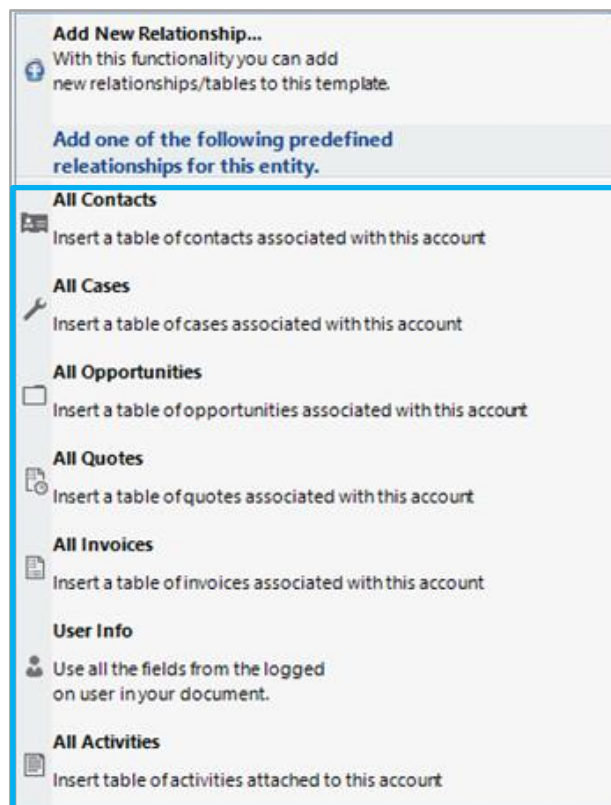 Add New Relationship...
With this functionality you can add
new relationships/tables to this template.
Add one of the following predefined
releationships for this entity.
All Contacts
Insert a table of contacts associated with this account
All Cases
Insert a table of cases associated with this account
All Opportunities
Insert a table of opportunities associated with this account
All Quotes
Insert a table of quotes associated with this account
All Invoices
Insert a table of invoices associated with this account
User Info
Use all the fields from the logged
on user in your document.
All Activities
Insert table of activities attached to this account